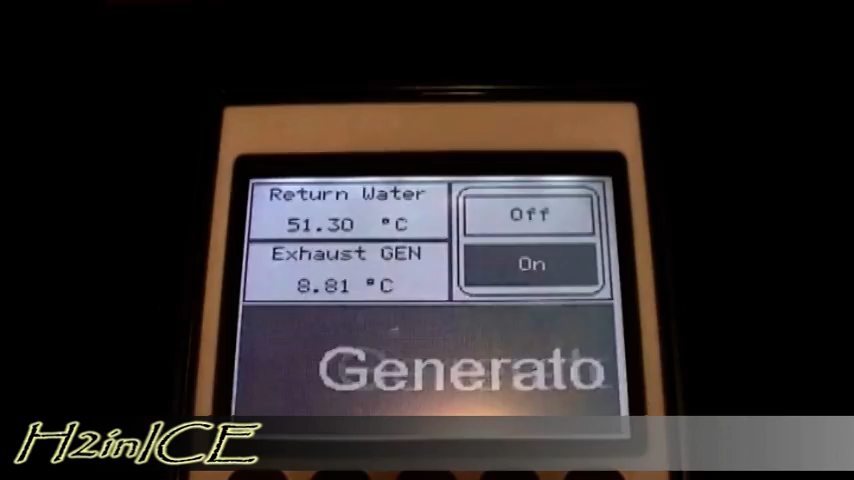 Return Water
51.30 °C
Exhaust GEN
8.81 °C
Off
On
Generato
H2inICE